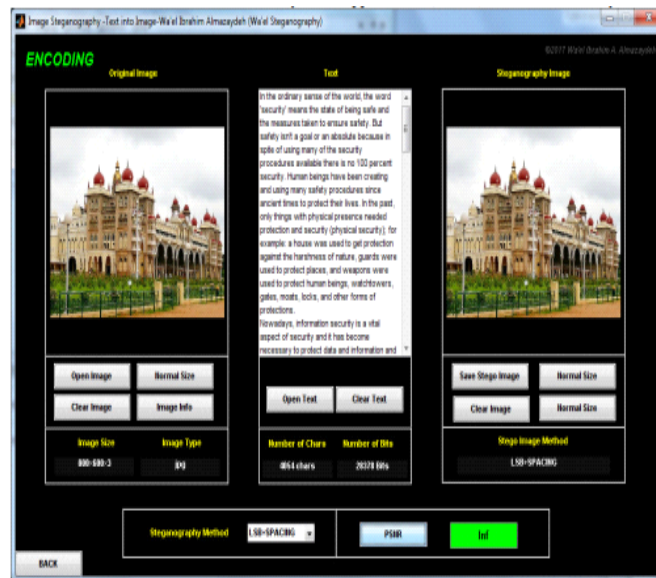 Image Steganography -Text into Image-Wa'el Ibrahim Almazaydeh (Wa'el Steganography)
©2017 Wa'el Ibrahim A. Almazaydeh
ENCODING
Original Image
Text
Steganography Image
In the ordinary sense of the world, the word
'security' means the state of being safe and
the measures taken to ensure safety. But
safety isn't a goal or an absolute because in
spite of using many of the security
procedures available there is no 100 percent
security. Human beings have been creating
and using many safety procedures since
ancient times to protect their lives. In the past,
only things with physical presence needed
protection and security (physical security); for
example: a house was used to get protection
against the harshness of nature, guards were
used to protect places, and weapons were
used to protect human beings, watchtowers,
gates, moats, locks, and other forms of
protections.
Nowadays, information security is a vital
aspect of security and it has become
necessary to protect data and information and
Open Image
Normal Size
Clear Image
Image Info
Open Text
Clear Text
Save Stego Image
Normal Size
Clear Image
Normal Size
Image Size
Image Type
800×600×3
jpg
Number of Chars
Number of Bits
4054 chars
28378 Bits
Stego Image Method
LSB+SPACING
Steganography Method
LSB+SPACING
PSNR
Inf
BACK